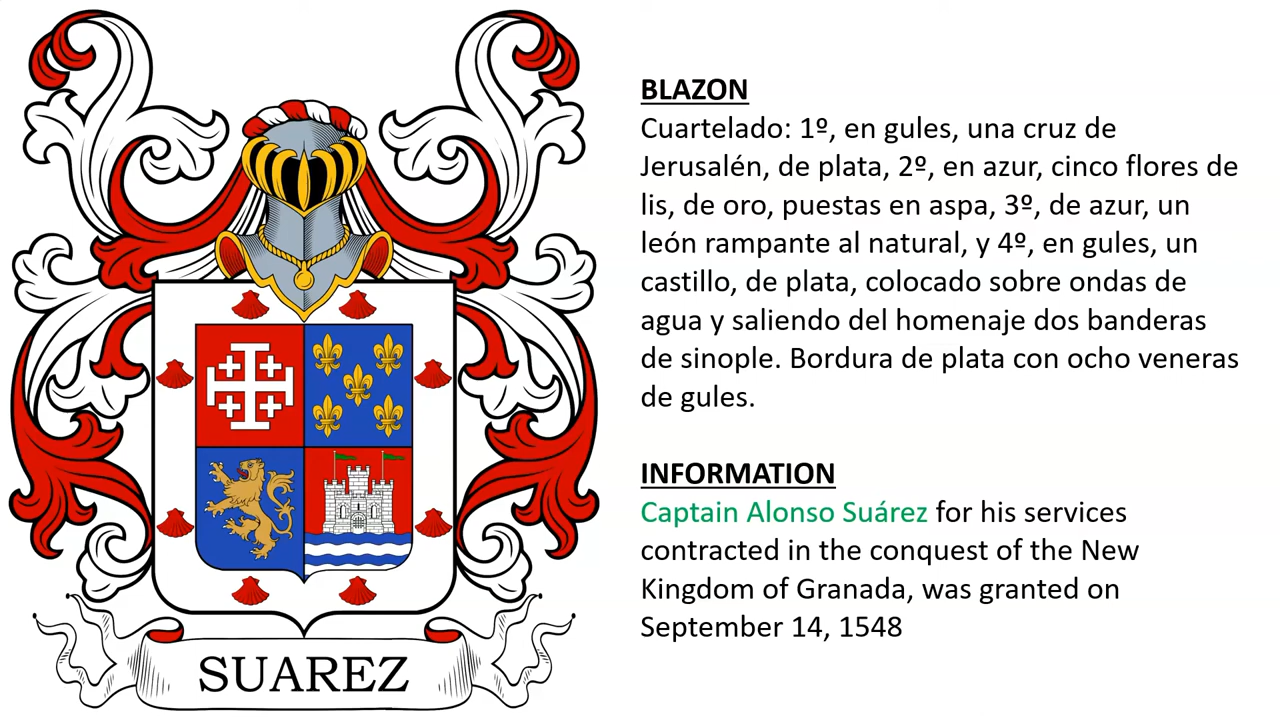 BLAZON
Cuartelado: 1º, en gules, una cruz de
Jerusalén, de plata, 2º, en azur, cinco flores de
lis, de oro, puestas en aspa, 3º, de azur, un
león rampante al natural, y 4º, en gules, un
castillo, de plata, colocado sobre ondas de
agua y saliendo del homenaje dos banderas
de sinople. Bordura de plata con ocho veneras
de gules.
INFORMATION
Captain Alonso Suárez for his services
contracted in the conquest of the New
Kingdom of Granada, was granted on
September 14, 1548
SUAREZ